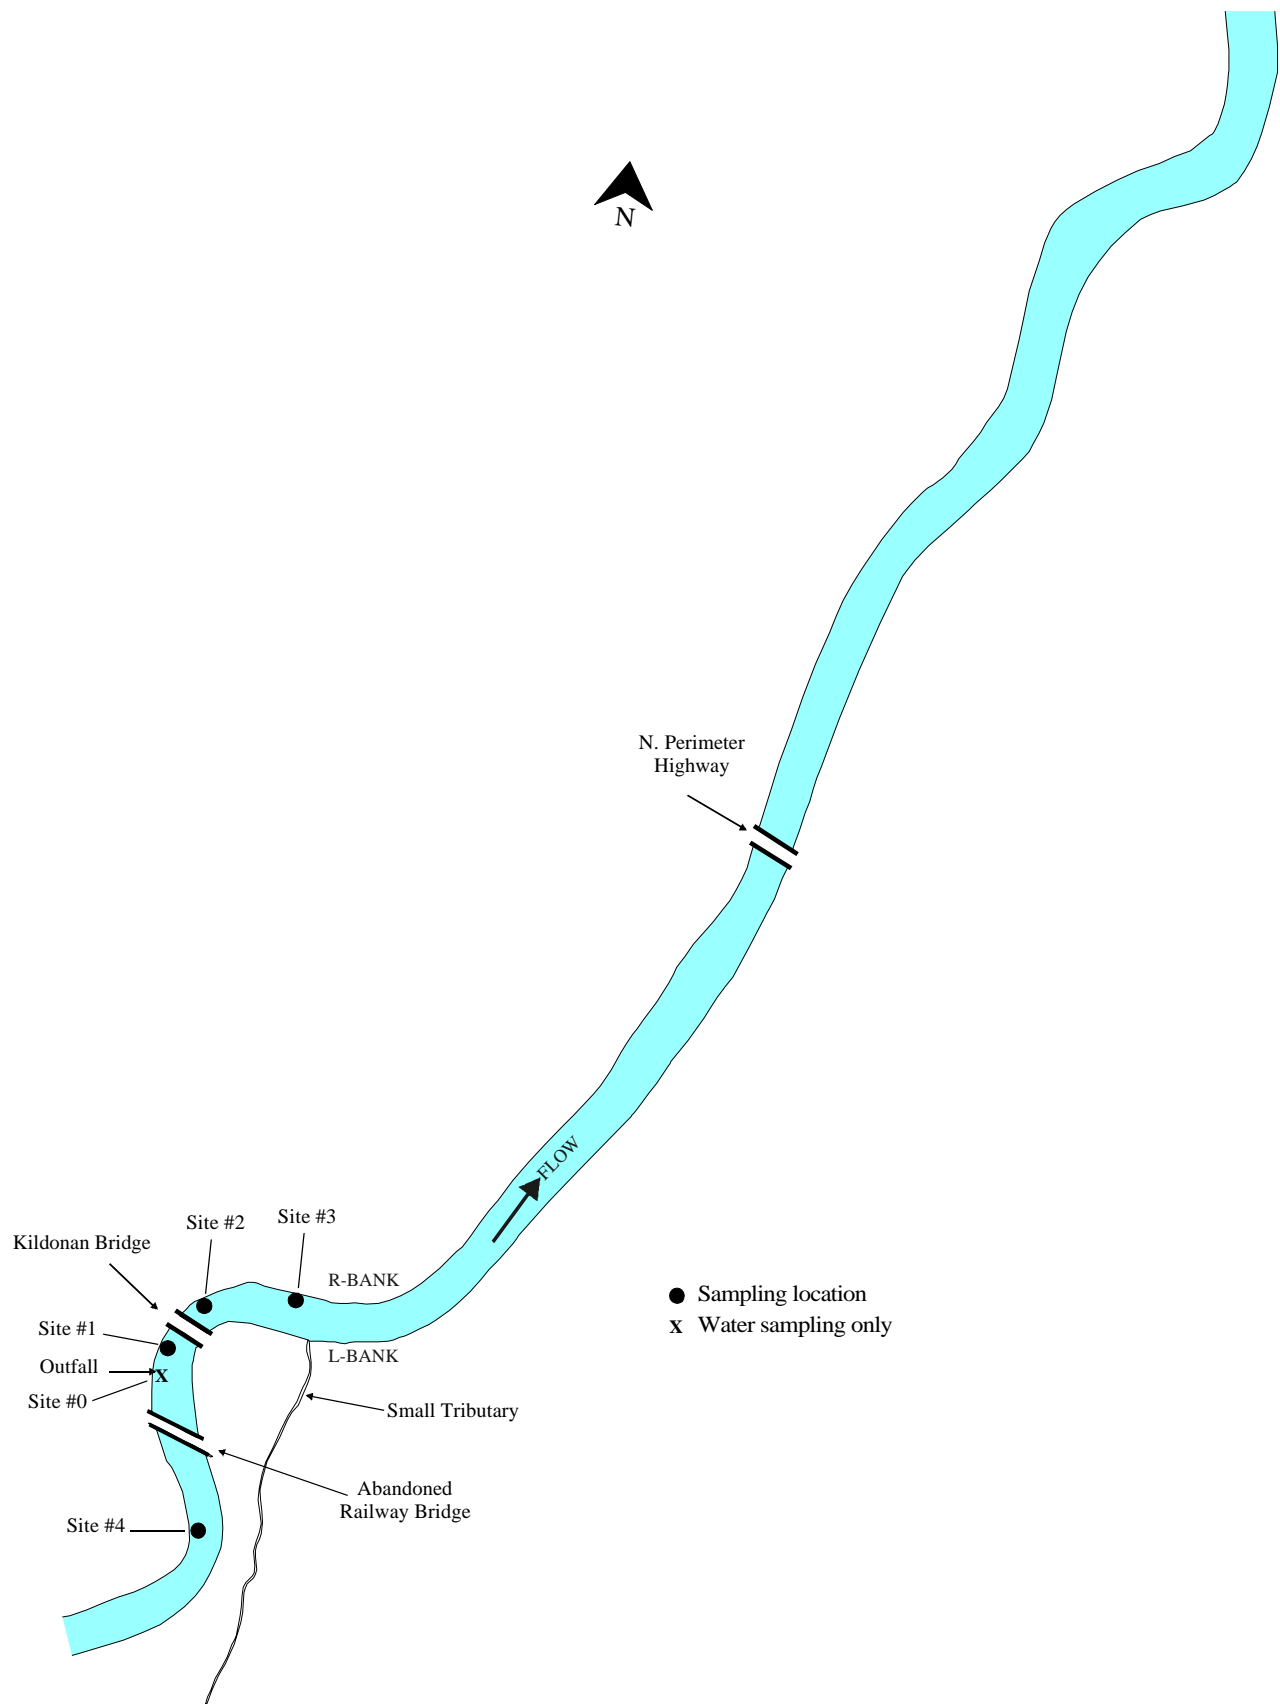 N
N. Perimeter
Highway
FLOW
Site #3
Site #2
Kildonan Bridge
R-BANK
Sampling location
Site #1
x Water sampling only
L-BANK
Outfall
x
Site #0
Small Tributary
Abandoned
Railway Bridge
Site #4